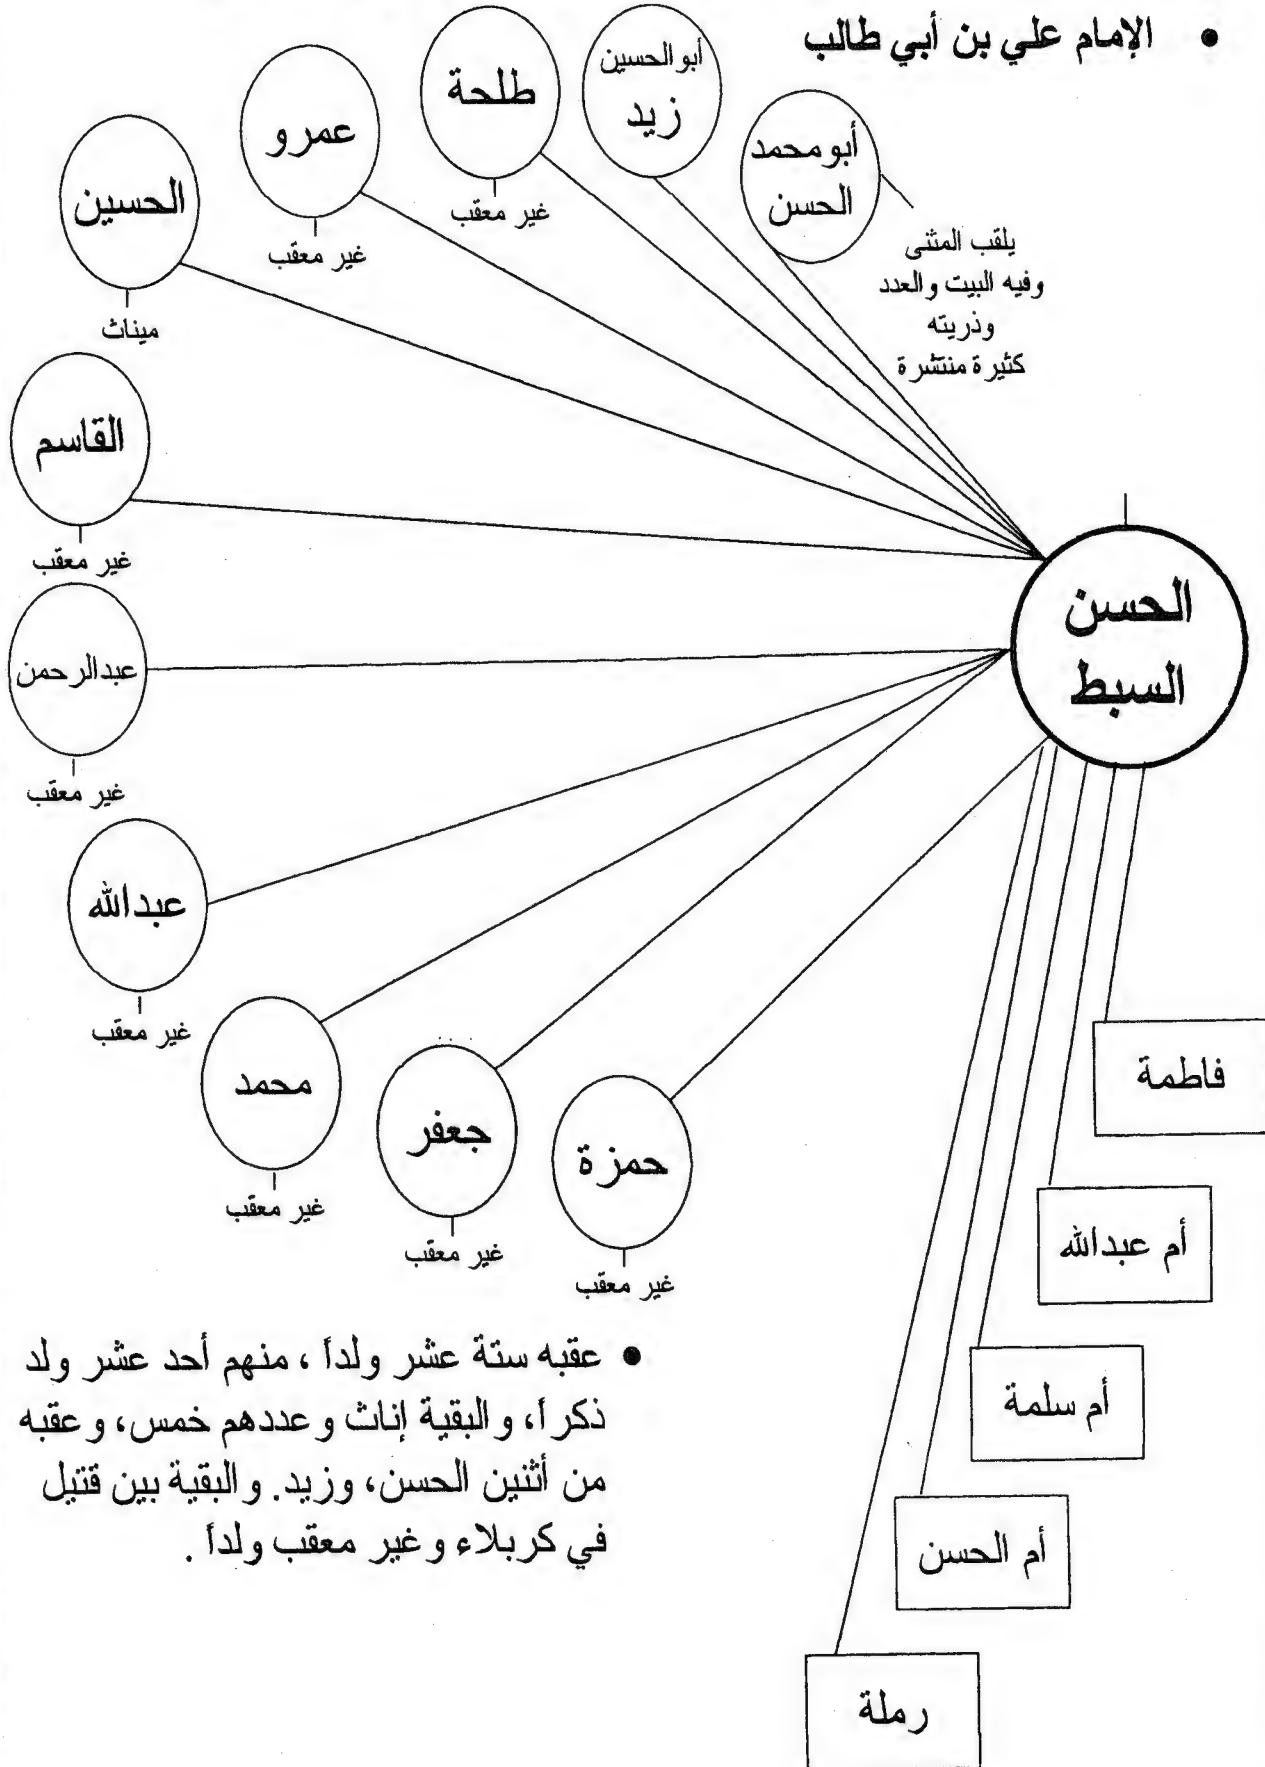 • الإمام علي بن أبي طالب
أبو محمد
الحسن
يلقب المثنى
وفيه البيت والعدد
وذريته
كثيرة منتشرة
أبو الحسين
زيد
طلحة
غير معقب
عمرو
غير معقب
الحسين
ميناث
القاسم
غير معقب
عبدالرحمن
غير معقب
عبدالله
غير معقب
محمد
غير معقب
جعفر
غير معقب
حمزة
غير معقب
الحسن
السبط
فاطمة
أم عبدالله
أم سلمة
أم الحسن
رملة
• عقبه ستة عشر ولداً ، منهم أحد عشر ولد
ذكراً، والبقية إناث وعددهم خمس، وعقبه
من أثنين الحسن، وزيد. والبقية بين قتيل
في كربلاء وغير معقب ولداً .